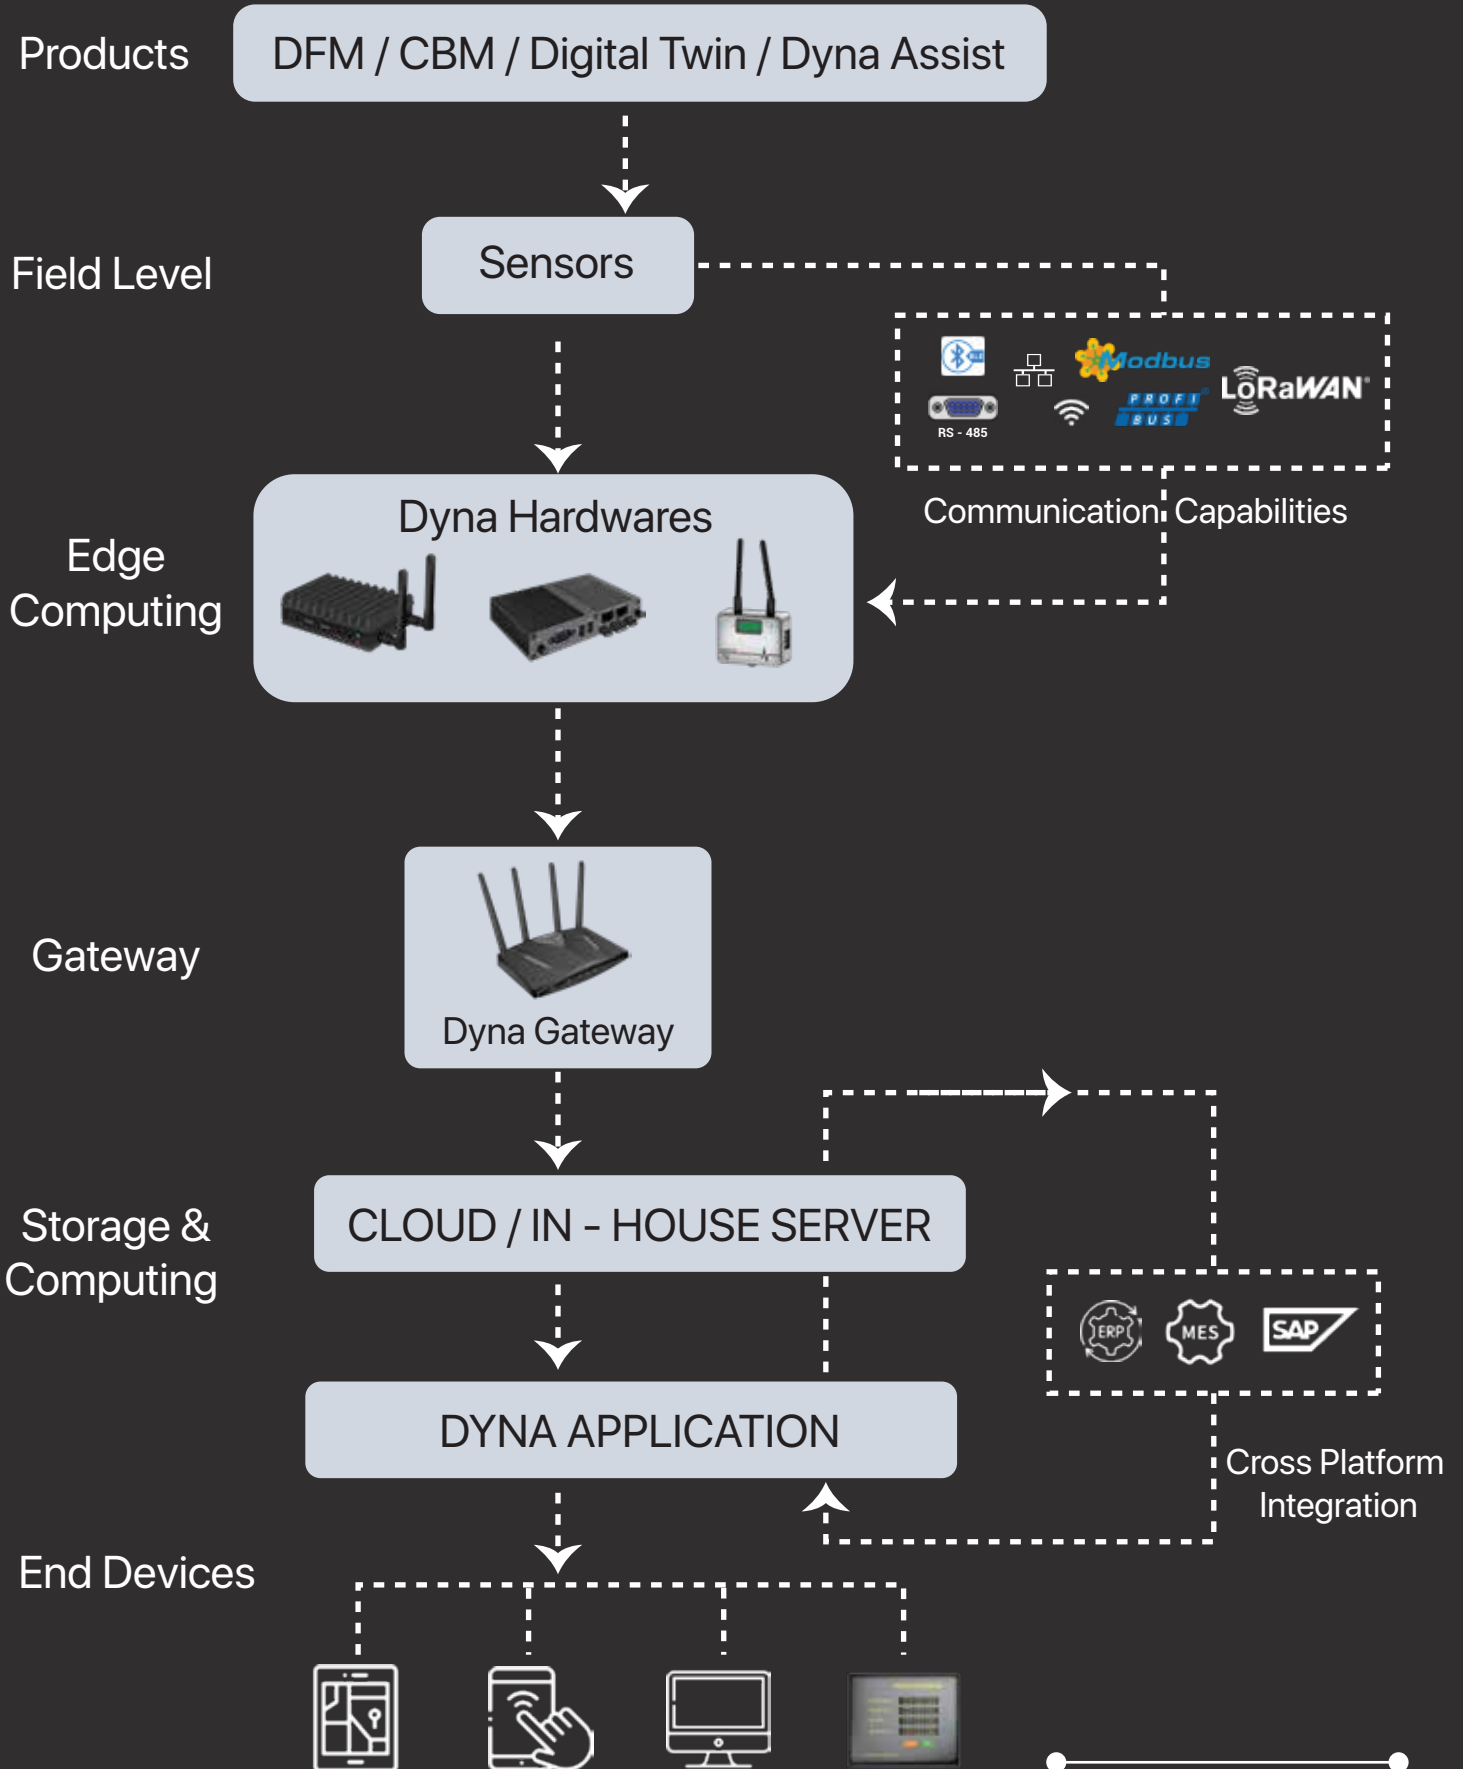 Products
DFM / CBM / Digital Twin / Dyna Assist
Field Level
Sensors
Modbus
LoRaWAN
PROFI
BUS
RS - 485
Communication Capabilities
Edge
Computing
Dyna Hardwares
Gateway
Dyna Gateway
Storage &
Computing
CLOUD / IN - HOUSE SERVER
ERP
MES
SAP
DYNA APPLICATION
Cross Platform
Integration
End Devices